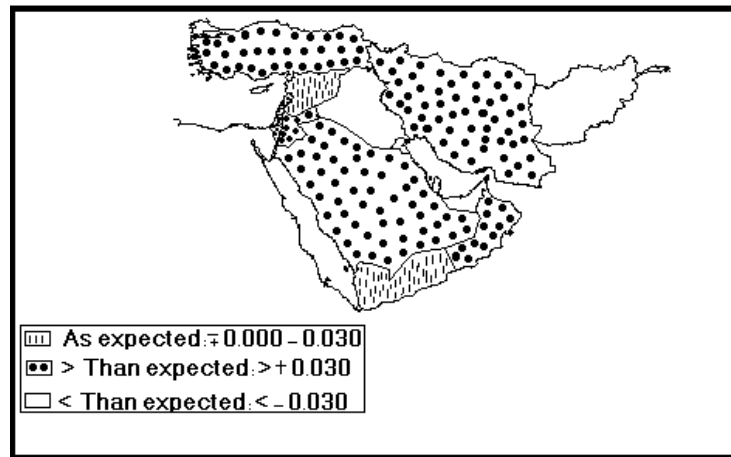 As expected:∓0.000–0.030
> Than expected:>+0.030
< Than expected:<–0.030